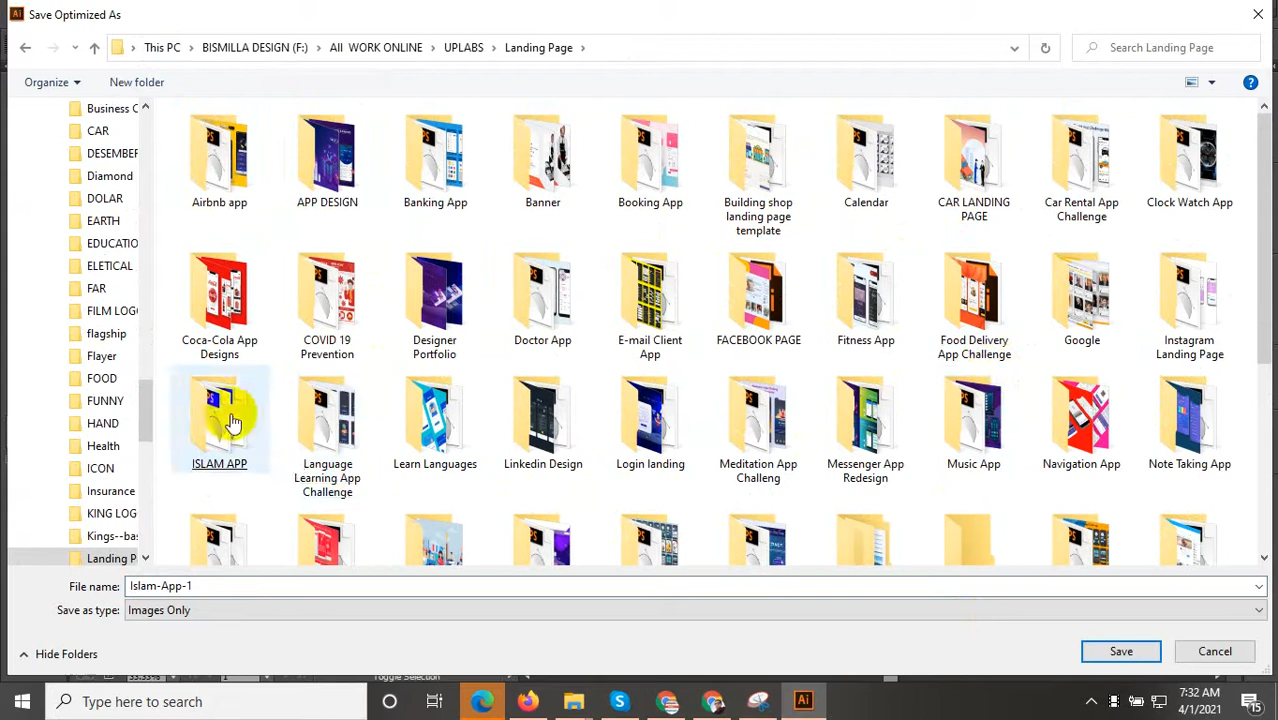 Save Optimized As
This PC > BISMILLA DESIGN (F:) > All WORK ONLINE > UPLABS > Landing Page >
Search Landing Page
Organize
New folder
Business C
CAR
DESEMBER
Diamond
DOLAR
EARTH
EDUCATIO
ELETICAL
FAR
FILM LOG
flagship
Flayer
FOOD
FUNNY
HAND
Health
ICON
Insurance
KING LOG
Kings--ba
Landing P
Airbnb app
APP DESIGN
Banking App
Banner
Booking App
Building shop
landing page
template
Calendar
CAR LANDING
PAGE
Car Rental App
Challenge
Clock Watch App
Coca-Cola App
Designs
COVID 19
Prevention
Designer
Portfolio
Doctor App
E-mail Client
App
FACEBOOK PAGE
Fitness App
Food Delivery
App Challenge
Google
Instagram
Landing Page
ISLAM APP
Language
Learning App
Challenge
Learn Languages
Linkedin Design
Login landing
Meditation App
Challeng
Messenger App
Redesign
Music App
Navigation App
Note Taking App
File name: Islam-App-1
Save as type: Images Only
Hide Folders
Save
Cancel
33.33%
1
Toggle Selection
Type here to search
7:32 AM
4/1/2021
15